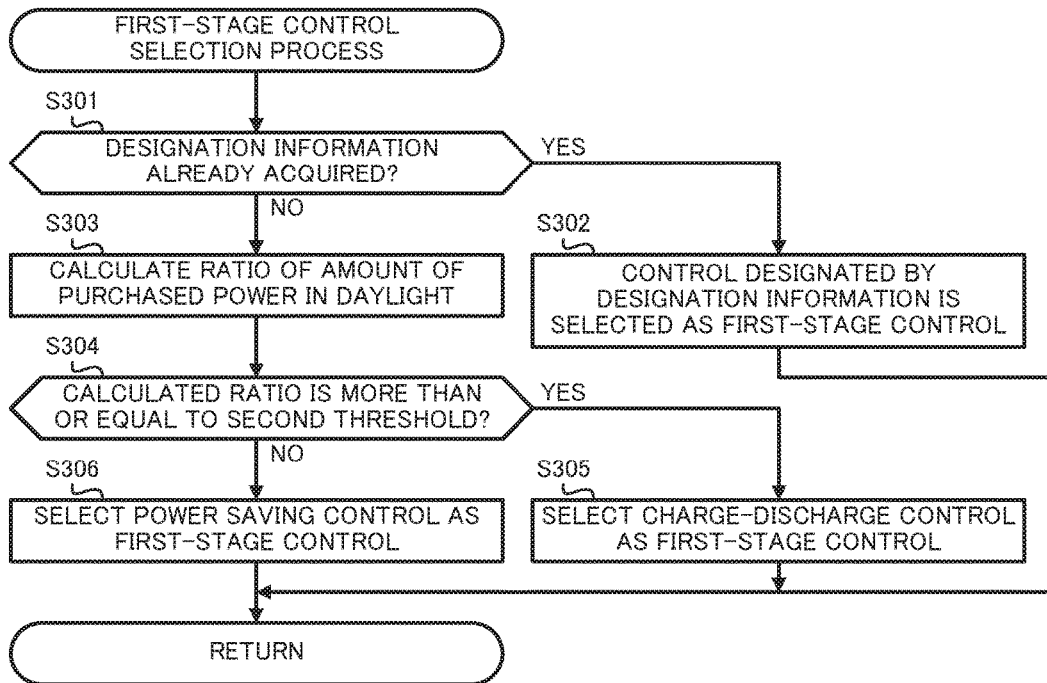 FIRST-STAGE CONTROL
SELECTION PROCESS
S301
DESIGNATION INFORMATION
ALREADY ACQUIRED?
YES
NO
S303
CALCULATE RATIO OF AMOUNT OF
PURCHASED POWER IN DAYLIGHT
S302
CONTROL DESIGNATED BY
DESIGNATION INFORMATION IS
SELECTED AS FIRST-STAGE CONTROL
S304
CALCULATED RATIO IS MORE THAN
OR EQUAL TO SECOND THRESHOLD?
YES
NO
S306
SELECT POWER SAVING CONTROL AS
FIRST-STAGE CONTROL
S305
SELECT CHARGE-DISCHARGE CONTROL
AS FIRST-STAGE CONTROL
RETURN